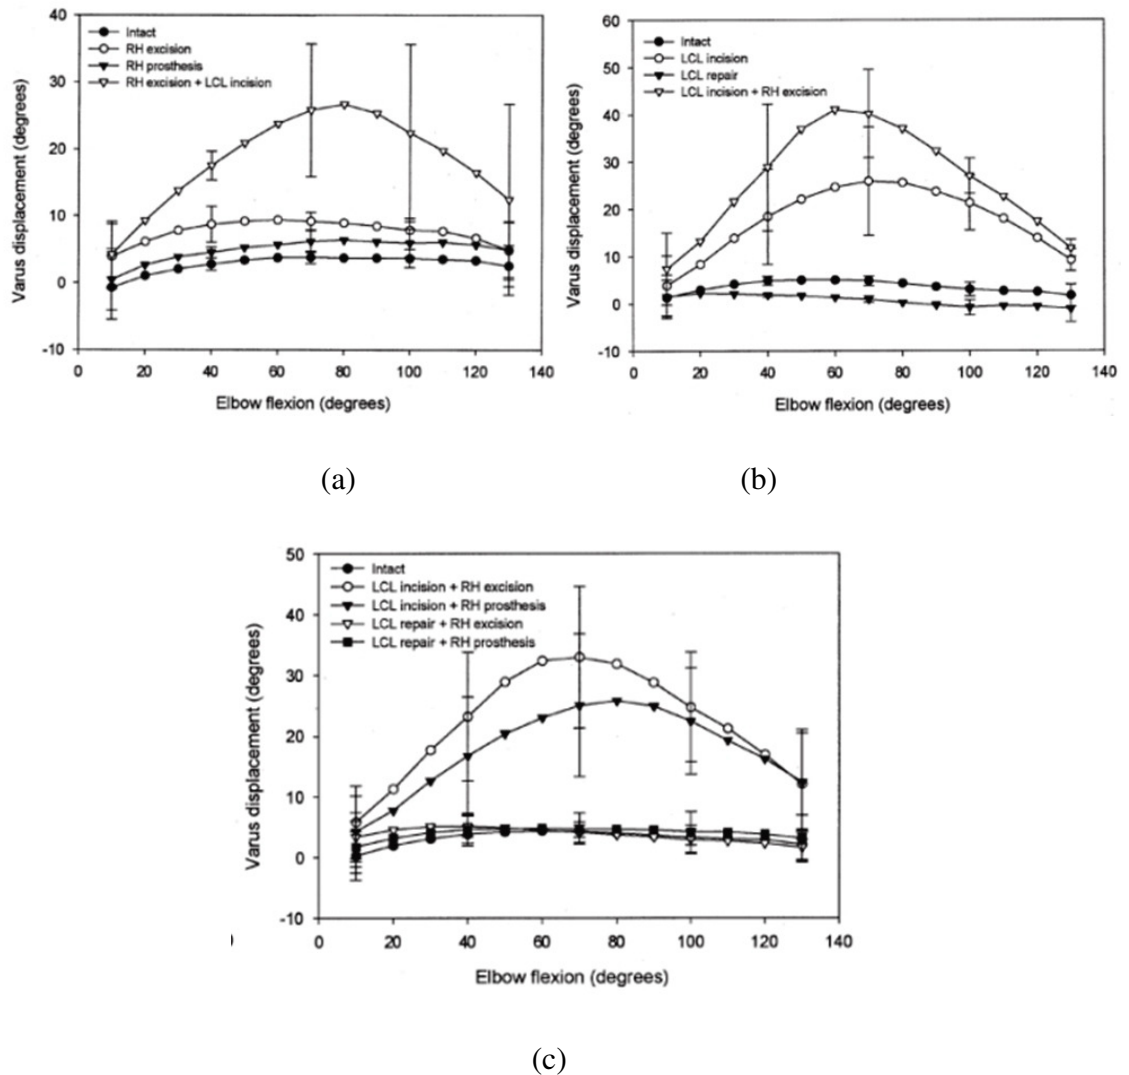 40
30
20
10
0
-10
Varus displacement (degrees)
Intact
RH excision
RH prosthesis
RH excision + LCL incision
0 20 40 60 80 100 120 140
Elbow flexion (degrees)
(a)
60
50
40
30
20
10
0
-10
Varus displacement (degrees)
Intact
LCL incision
LCL repair
LCL incision + RH excision
0 20 40 60 80 100 120 140
Elbow flexion (degrees)
(b)
50
40
30
20
10
0
-10
Varus displacement (degrees)
Intact
LCL incision + RH excision
LCL incision + RH prosthesis
LCL repair + RH excision
LCL repair + RH prosthesis
0 20 40 60 80 100 120 140
Elbow flexion (degrees)
(c)